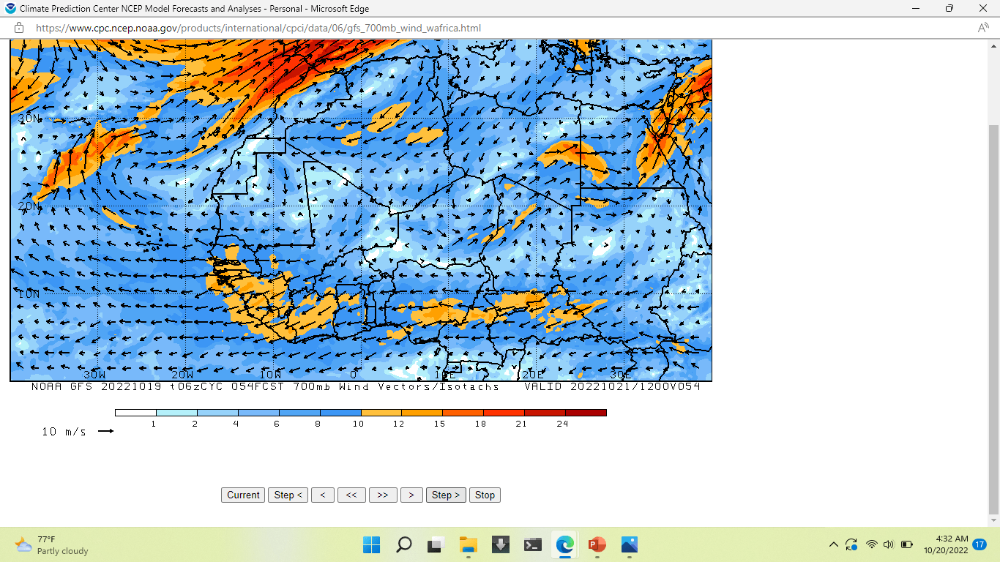 Climate Prediction Center NCEP Model Forecasts and Analyses - Personal - Microsoft Edge
https://www.cpc.ncep.noaa.gov/products/international/cpci/data/06/gfs_700mb_wind_wafrica.html
30N
20N
10N
30W 20W 10W 0 10E 20E 30E
NOAA GFS 20221019 t06zCYC 054FCST 700mb Wind Vectors/Isotachs VALID 20221021/1200V054
1 2 4 6 8 10 12 15 18 21 24
10 m/s
Current Step < < << >> > Step > Stop
77°F
Partly cloudy
4:32 AM
10/20/2022
17